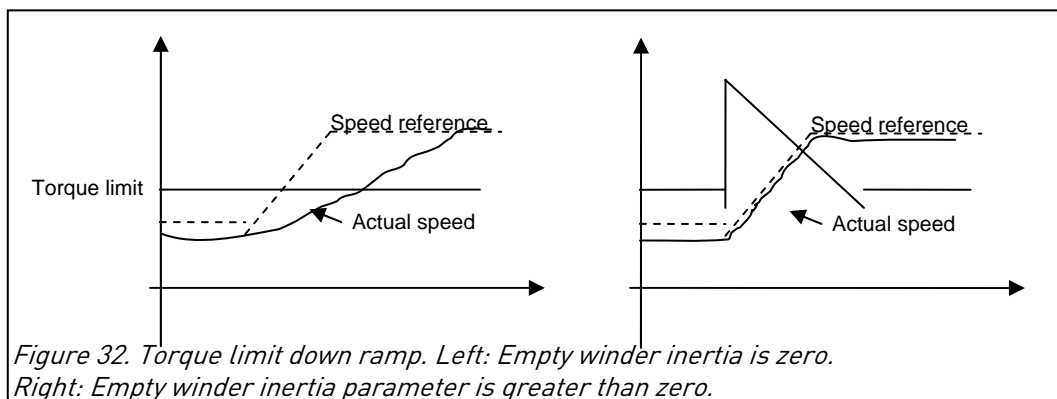 Speed reference
Torque limit
Actual speed
Speed reference
Actual speed
Figure 32. Torque limit down ramp. Left: Empty winder inertia is zero.
Right: Empty winder inertia parameter is greater than zero.